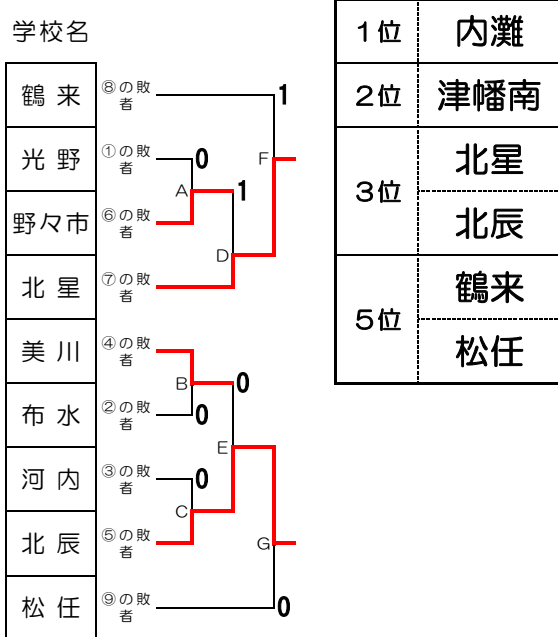 学校名
鶴来
⑧の敗者
1
光野
①の敗者
0
F
A
1
野々市
⑥の敗者
D
北星
⑦の敗者
美川
④の敗者
B
0
布水
②の敗者
0
E
河内
③の敗者
0
C
北辰
⑤の敗者
G
松任
⑨の敗者
0
1位
内灘
2位
津幡南
3位
北星
北辰
5位
鶴来
松任